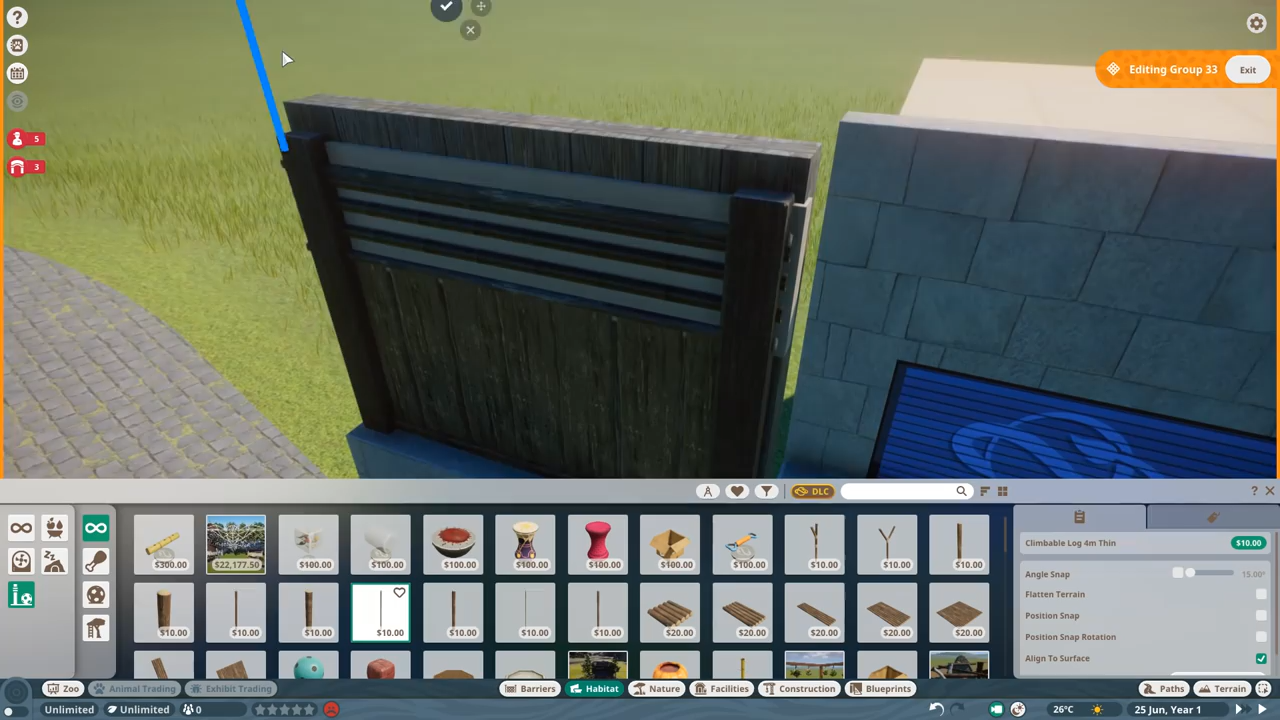 ?
5
3
Editing Group 33
Exit
DLC
?
$300.00
$22,177.50
$100.00
$100.00
$100.00
$100.00
$100.00
$100.00
$100.00
$10.00
$10.00
$10.00
$10.00
$10.00
$10.00
$10.00
$10.00
$10.00
$10.00
$20.00
$20.00
$20.00
$20.00
$20.00
Climbable Log 4m Thin
$10.00
Angle Snap
15.00°
Flatten Terrain
Position Snap
Position Snap Rotation
Align To Surface
Zoo
Animal Trading
Exhibit Trading
Barriers
Habitat
Nature
Facilities
Construction
Blueprints
Paths
Terrain
Unlimited
Unlimited
0
26°C
25 Jun, Year 1